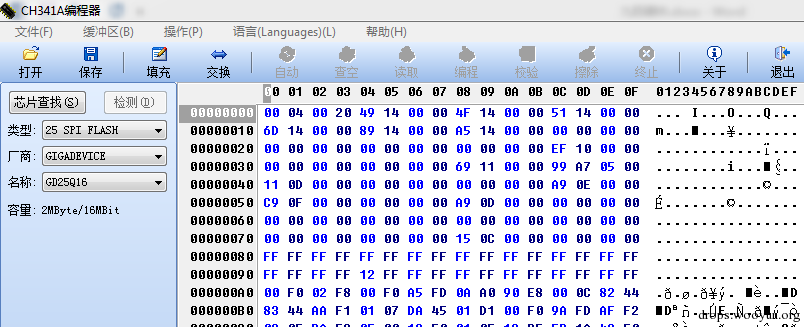 CH341A编程器
文件(F) 缓冲区(B) 操作(P) 语言(Languages)(L) 帮助(H)
打开 保存 填充 交换 自动 查空 读取 编程 校验 擦除 终止 关于 退出
芯片查找(S) 检测(D)
类型: 25 SPI FLASH
厂商: GIGADEVICE
名称: GD25Q16
容量: 2MByte/16MBit
00 01 02 03 04 05 06 07 08 09 0A 0B 0C 0D 0E 0F 0123456789ABCDEF
00000000 00 04 00 20 49 14 00 00 4F 14 00 00 51 14 00 00 ... I...O...Q...
00000010 6D 14 00 00 89 14 00 00 A5 14 00 00 00 00 00 00 m...■...¥.......
00000020 00 00 00 00 00 00 00 00 00 00 00 00 EF 10 00 00 ............ï...
00000030 00 00 00 00 00 00 00 00 69 11 00 00 99 A7 05 00 ........i...■§..
00000040 11 0D 00 00 00 00 00 00 00 00 00 00 A9 0E 00 00 ............©...
00000050 C9 0F 00 00 00 00 00 00 A9 0D 00 00 00 00 00 00 É.......©.......
00000060 00 00 00 00 00 00 00 00 00 00 00 00 00 00 00 00 ................
00000070 00 00 00 00 00 00 00 00 15 0C 00 00 00 00 00 00 ................
00000080 FF FF FF FF FF FF FF FF FF FF FF FF FF FF FF FF ................
00000090 FF FF FF FF 12 FF FF FF FF FF FF FF FF FF FF FF ................
000000A0 00 F0 02 F8 00 F0 A5 FD 0A A0 90 E8 00 0C 82 44 .ð.ø.ð¥ý. ■è..■D
000000B0 83 44 AA F1 01 07 DA 45 01 D1 00 F0 9A FD AF F2
drops.wooyun.org